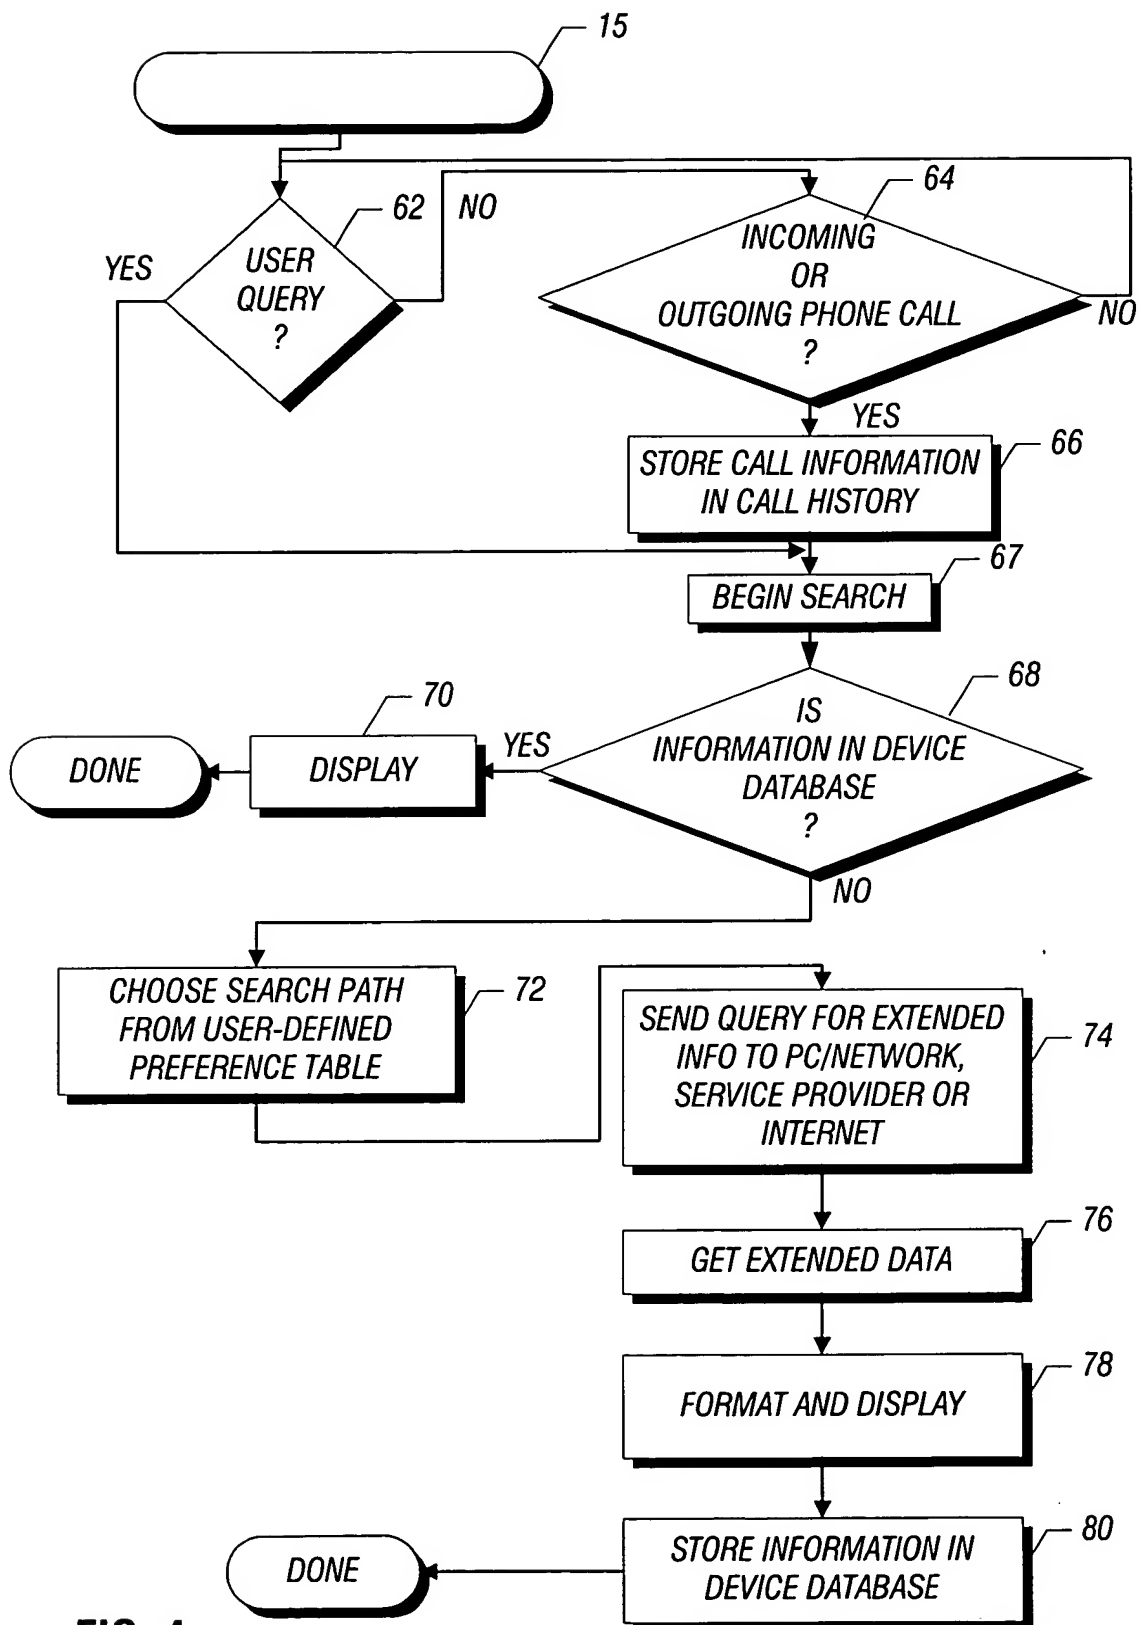 15
62
NO
64
YES
USER
QUERY
?
INCOMING
OR
OUTGOING PHONE CALL
?
NO
YES
66
STORE CALL INFORMATION
IN CALL HISTORY
67
BEGIN SEARCH
68
70
IS
INFORMATION IN DEVICE
DATABASE
?
YES
DISPLAY
DONE
NO
72
CHOOSE SEARCH PATH
FROM USER-DEFINED
PREFERENCE TABLE
74
SEND QUERY FOR EXTENDED
INFO TO PC/NETWORK,
SERVICE PROVIDER OR
INTERNET
76
GET EXTENDED DATA
78
FORMAT AND DISPLAY
80
STORE INFORMATION IN
DEVICE DATABASE
DONE